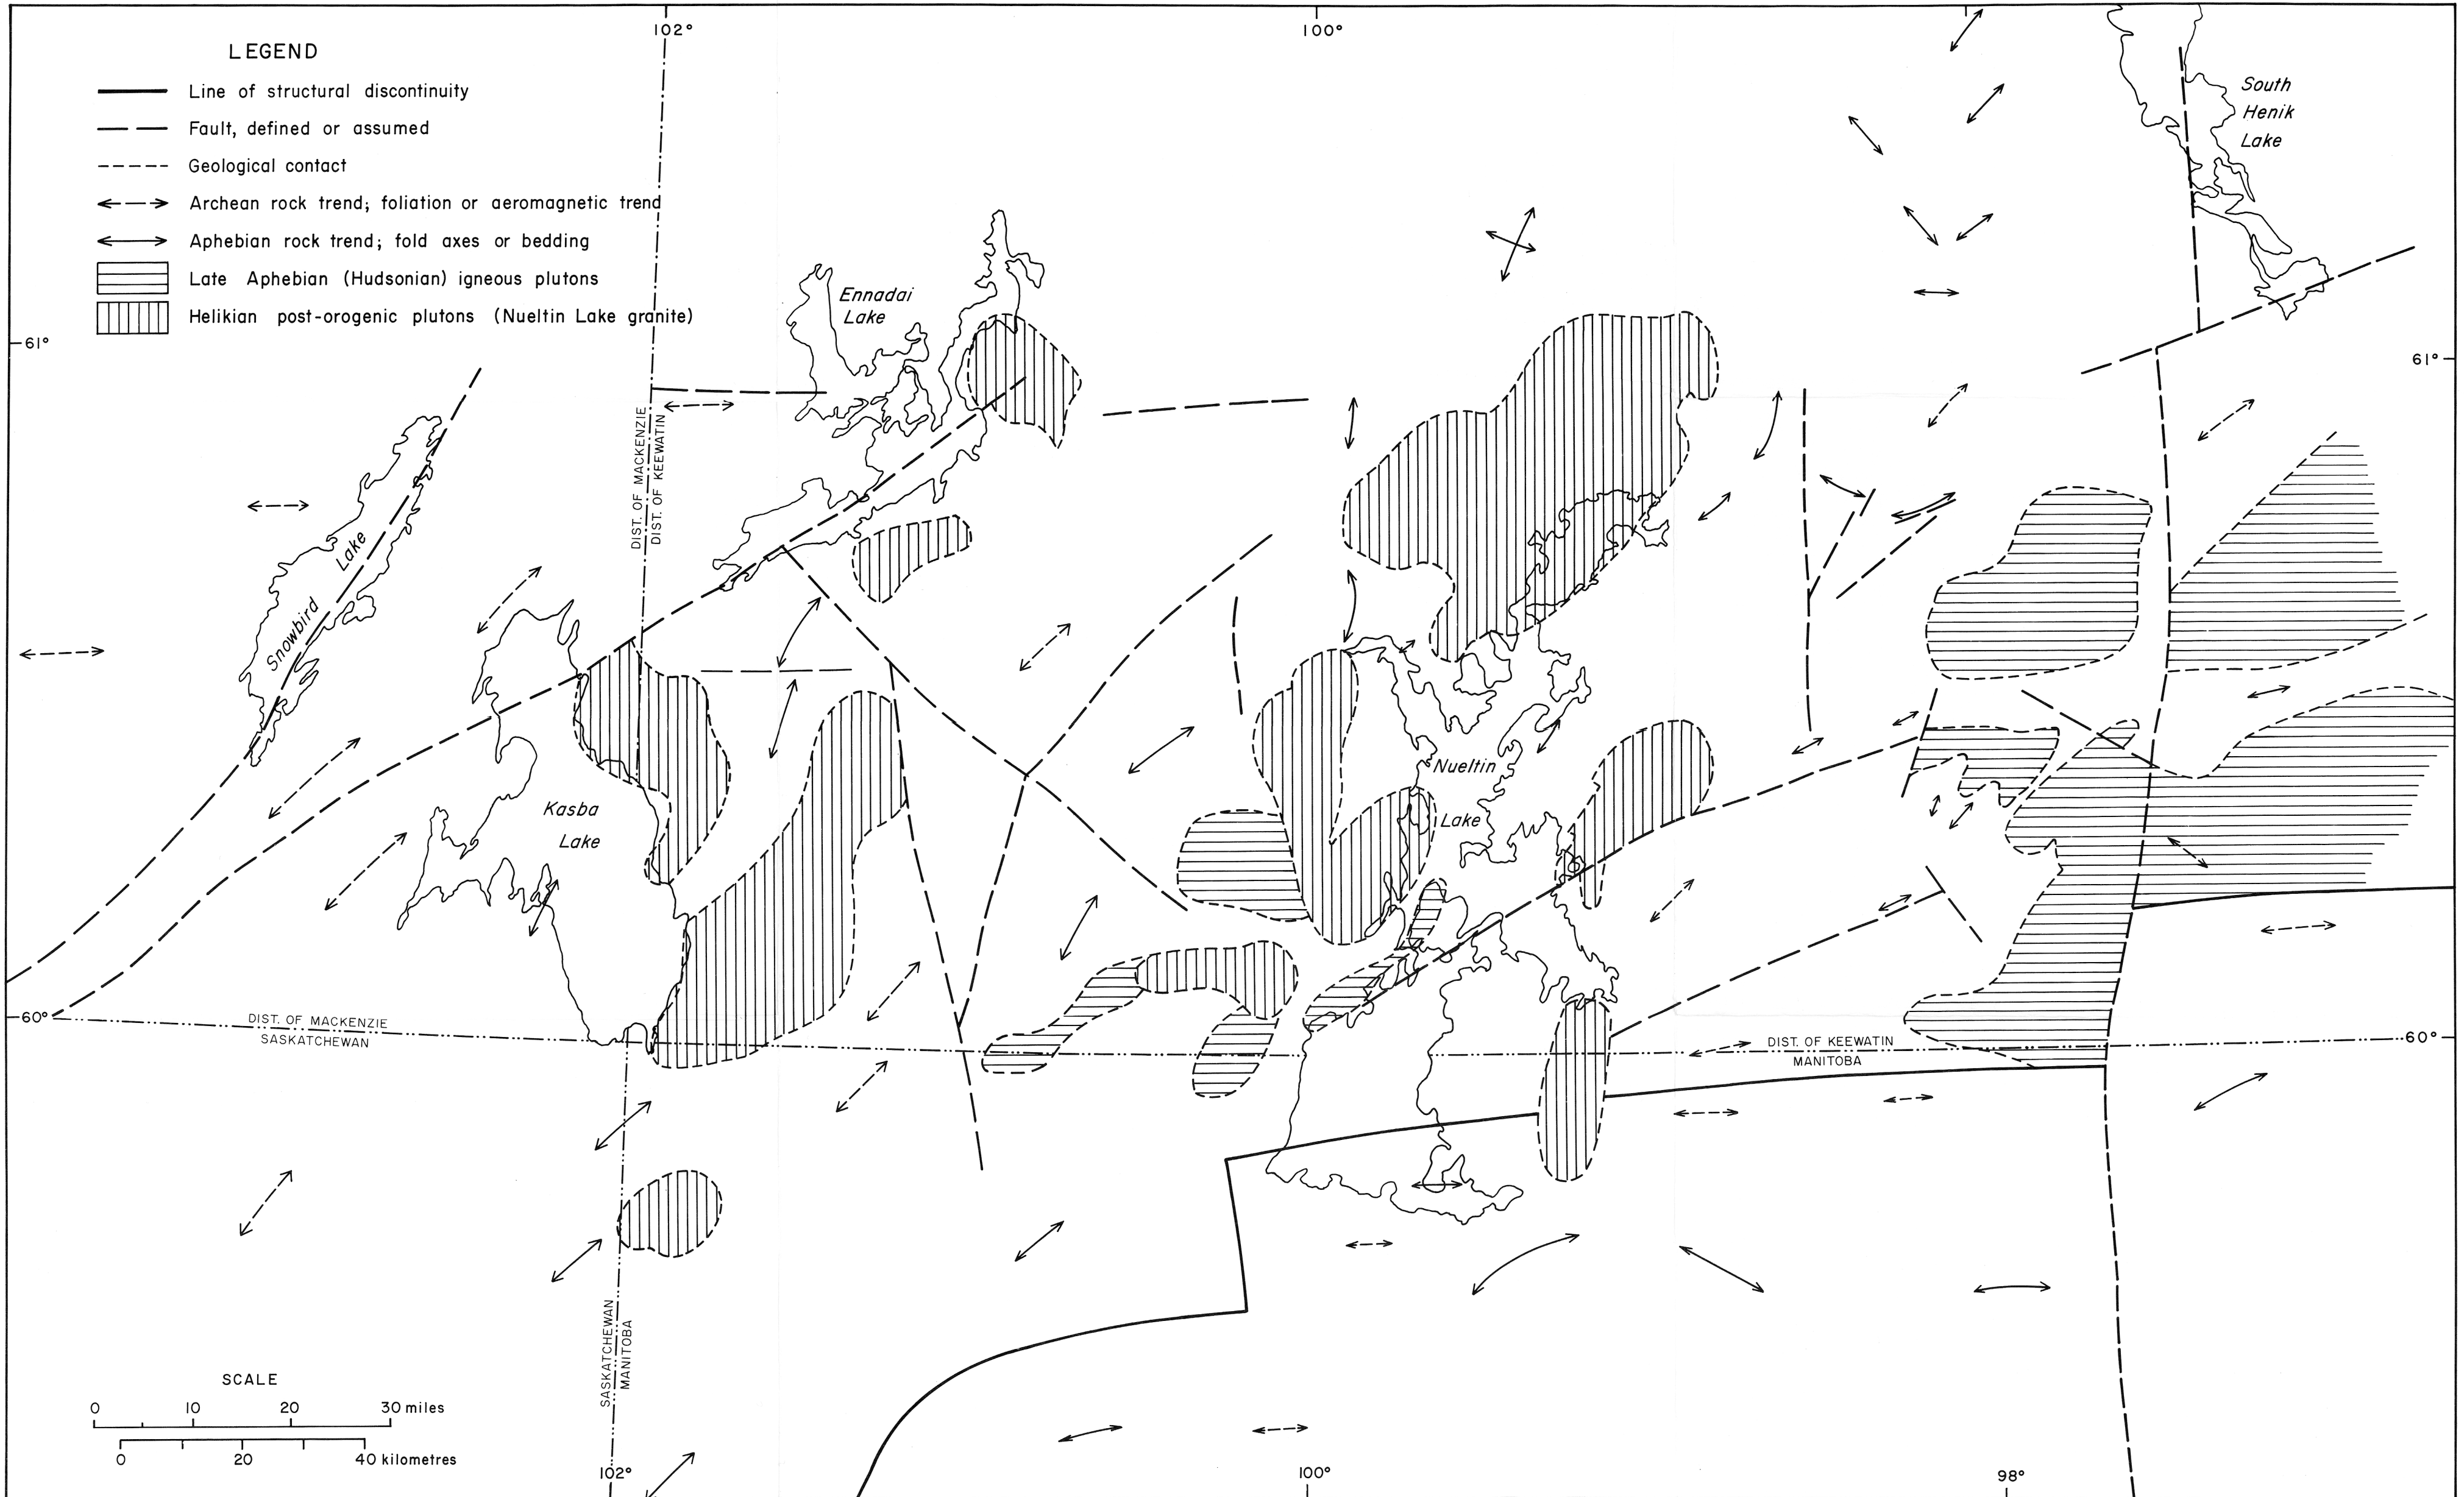 102°
100°
LEGEND
Line of structural discontinuity
Fault, defined or assumed
Geological contact
Archean rock trend; foliation or aeromagnetic trend
Aphebian rock trend; fold axes or bedding
Late Aphebian (Hudsonian) igneous plutons
Helikian post-orogenic plutons (Nueltin Lake granite)
South
Henik
Lake
Ennadai
Lake
61°
61°
DIST. OF MACKENZIE
DIST. OF KEEWATIN
Snowbird Lake
Kasba
Lake
Nueltin
Lake
60°
DIST. OF MACKENZIE
SASKATCHEWAN
DIST. OF KEEWATIN
MANITOBA
60°
SASKATCHEWAN
MANITOBA
SCALE
0 10 20 30 miles
0 20 40 kilometres
102°
100°
98°